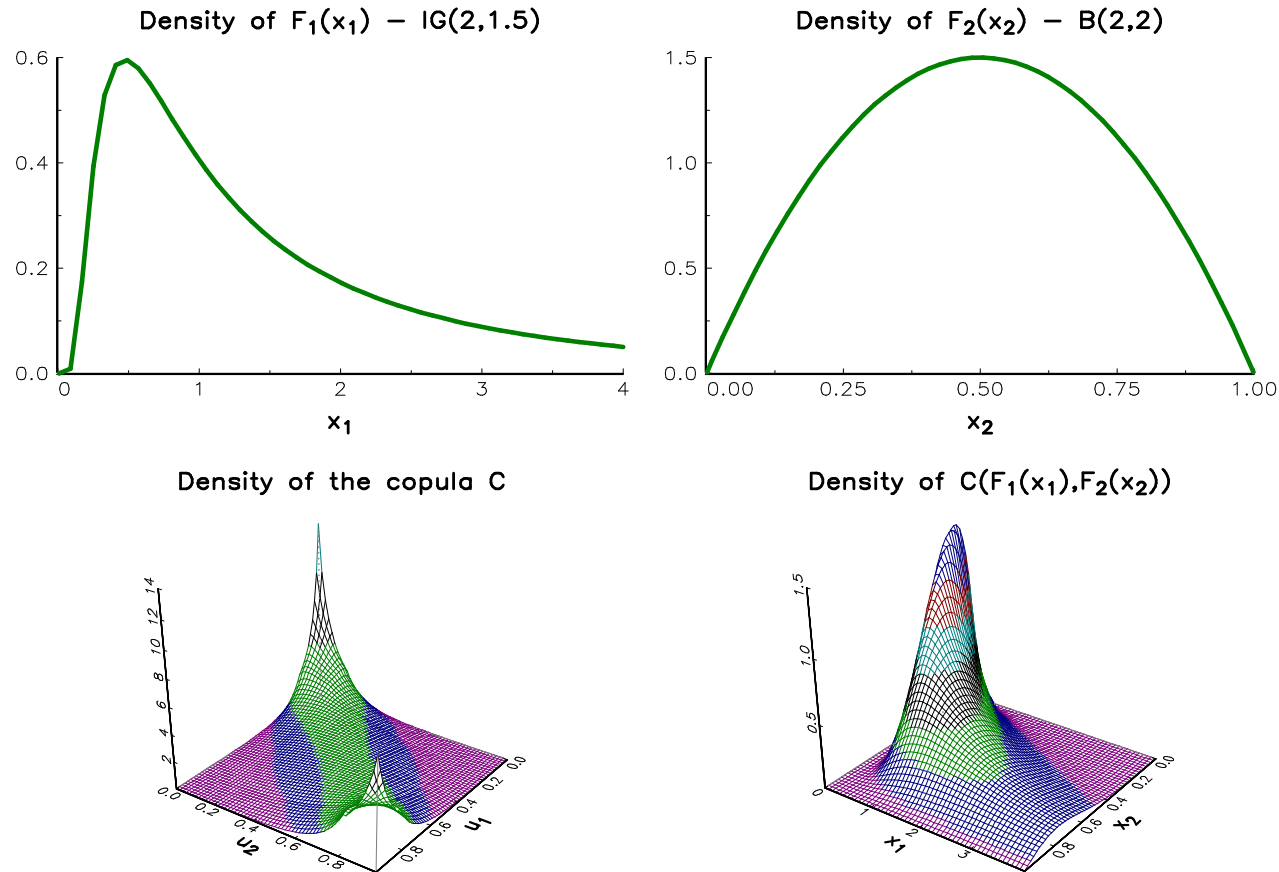 Density of F₁(x₁) − IG(2,1.5)
0.6
0.4
0.2
0.0
0 1 2 3 4
x₁
Density of F₂(x₂) − B(2,2)
1.5
1.0
0.5
0.0
0.00 0.25 0.50 0.75 1.00
x₂
Density of the copula C
14
12
10
8
6
4
2
0.0 0.2 0.4 0.6 0.8
u₂
0.0
0.2
0.4
0.6
0.8
u₁
Density of C(F₁(x₁),F₂(x₂))
1.5
1.0
0.5
0 1 2 3
x₁
0.0
0.2
0.4
0.6
0.8
x₂